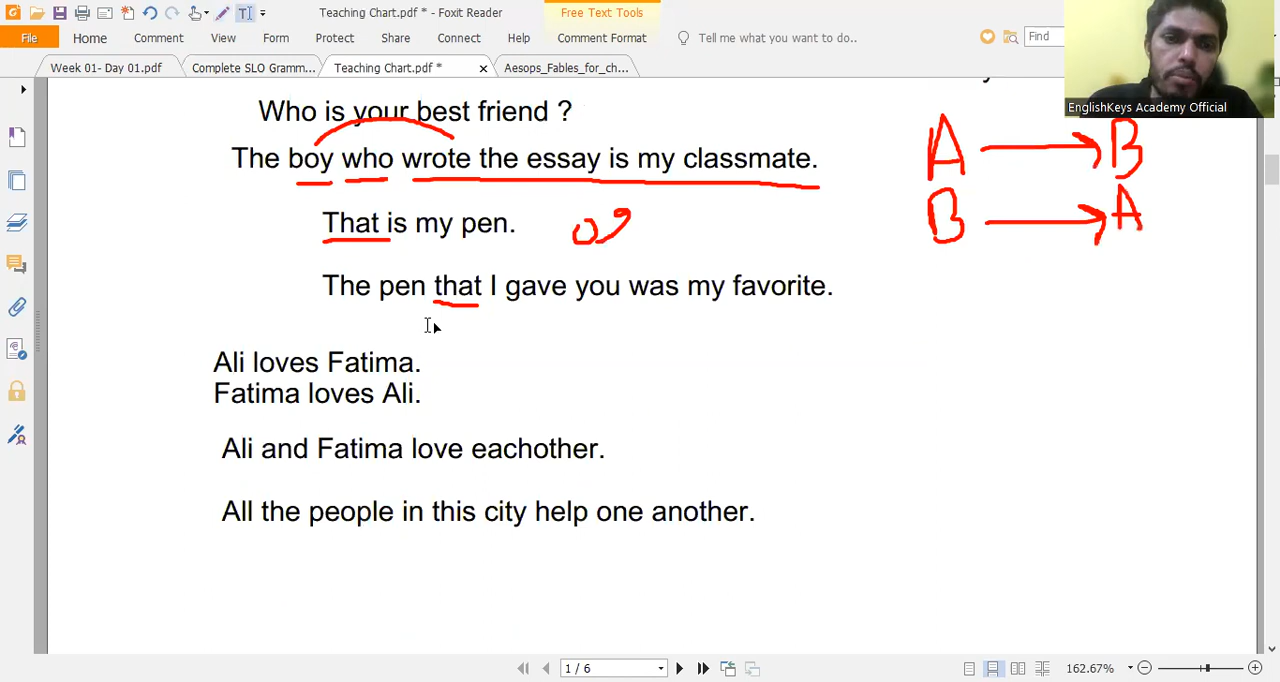 Teaching Chart.pdf * - Foxit Reader
Free Text Tools
File Home Comment View Form Protect Share Connect Help Comment Format Tell me what you want to do.. Find
Week 01- Day 01.pdf Complete SLO Gramm... Teaching Chart.pdf * Aesops_Fables_for_ch...
EnglishKeys Academy Official
Who is your best friend ?
The boy who wrote the essay is my classmate.
A B
That is my pen.
B A
The pen that I gave you was my favorite.
Ali loves Fatima.
Fatima loves Ali.
Ali and Fatima love eachother.
All the people in this city help one another.
1 / 6
162.67%